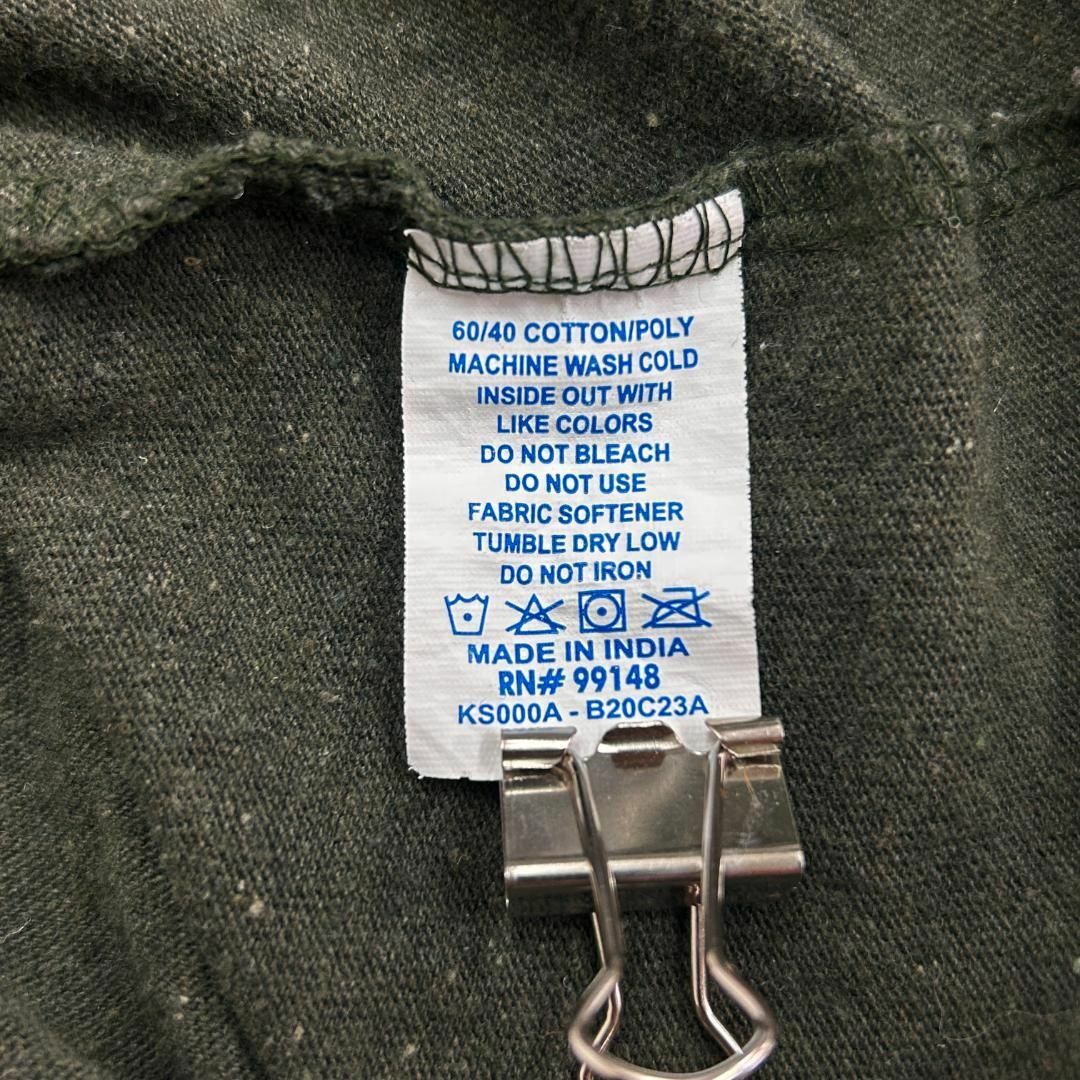 60/40 COTTON/POLY
MACHINE WASH COLD
INSIDE OUT WITH
LIKE COLORS
DO NOT BLEACH
DO NOT USE
FABRIC SOFTENER
TUMBLE DRY LOW
DO NOT IRON
MADE IN INDIA
RN# 99148
KS000A - B20C23A